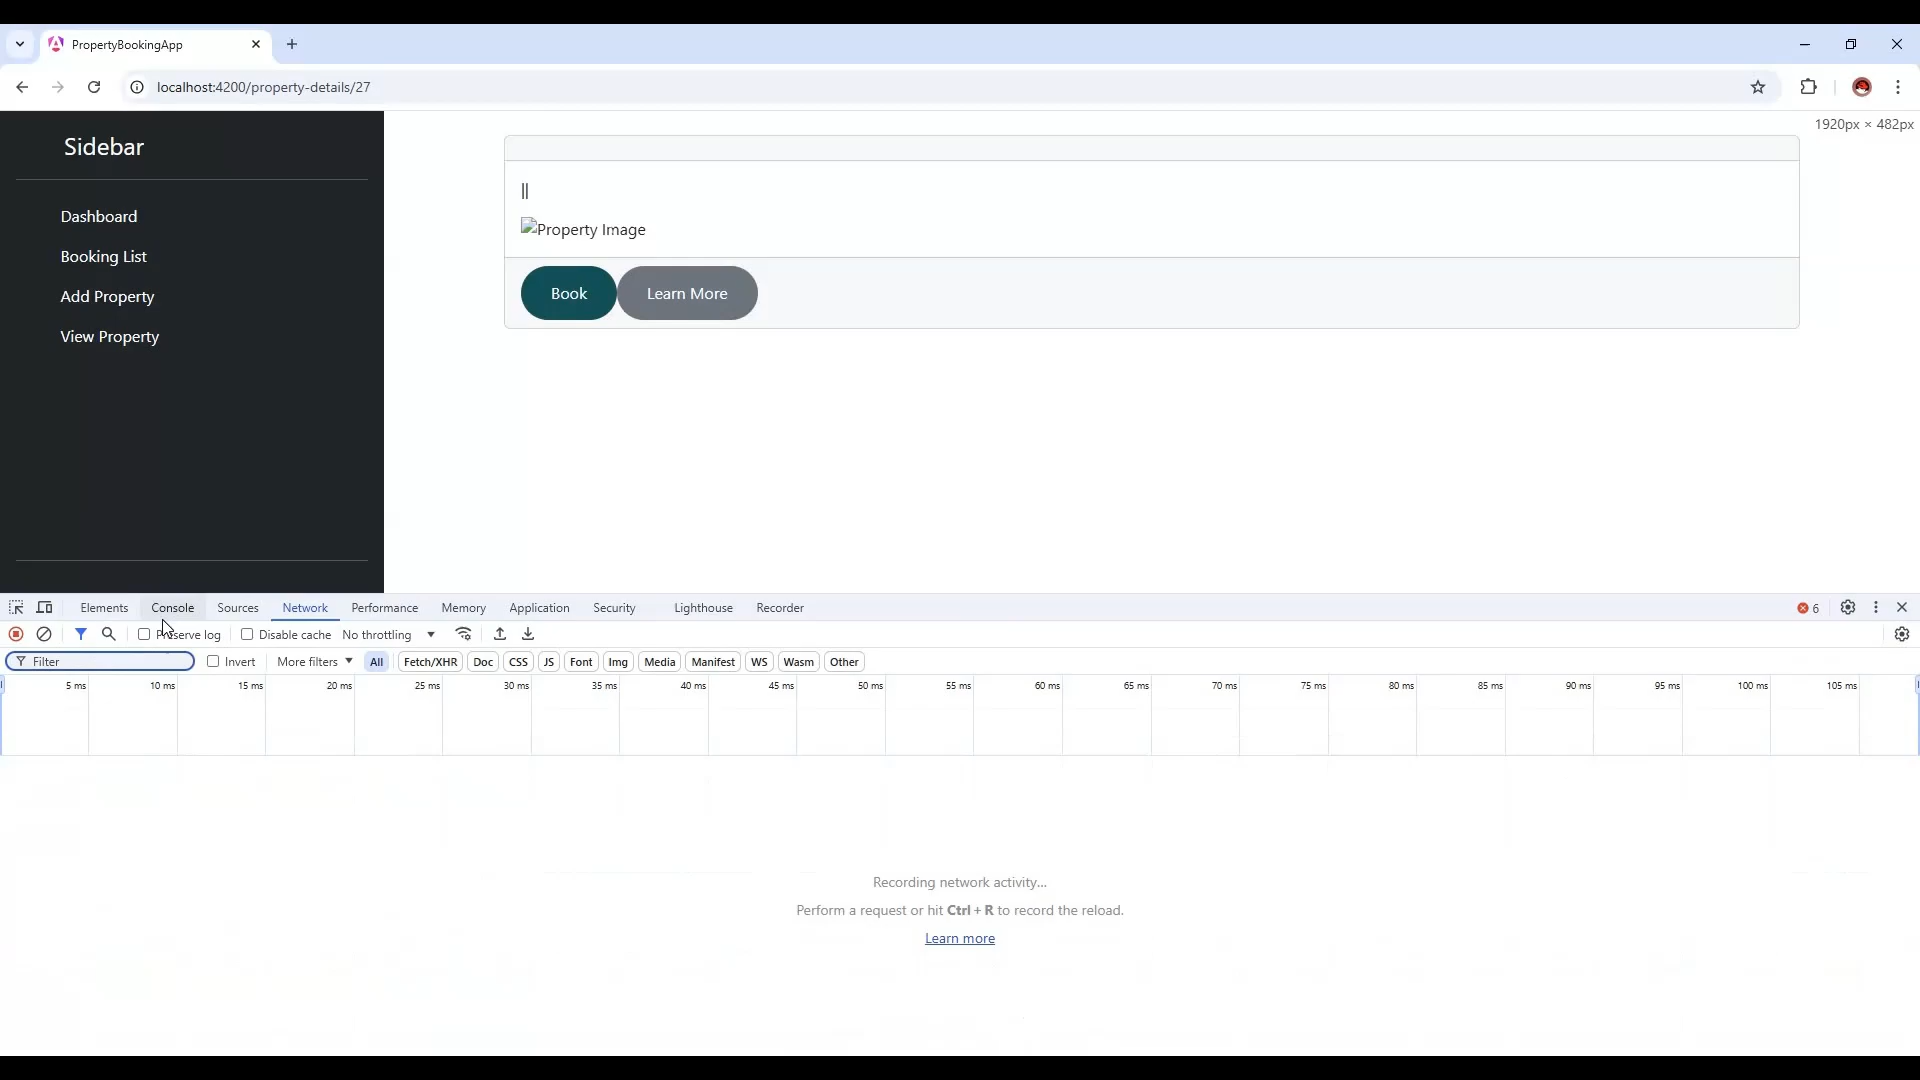 PropertyBookingApp
localhost:4200/property-details/27
1920px × 482px
Sidebar
Dashboard
Booking List
Add Property
View Property
||
Property Image
Book Learn More
Elements Console Sources Network Performance Memory Application Security Lighthouse Recorder 6
Preserve log Disable cache No throttling
Filter Invert More filters All Fetch/XHR Doc CSS JS Font Img Media Manifest WS Wasm Other
5 ms 10 ms 15 ms 20 ms 25 ms 30 ms 35 ms 40 ms 45 ms 50 ms 55 ms 60 ms 65 ms 70 ms 75 ms 80 ms 85 ms 90 ms 95 ms 100 ms 105 ms
Recording network activity...
Perform a request or hit Ctrl + R to record the reload.
Learn more